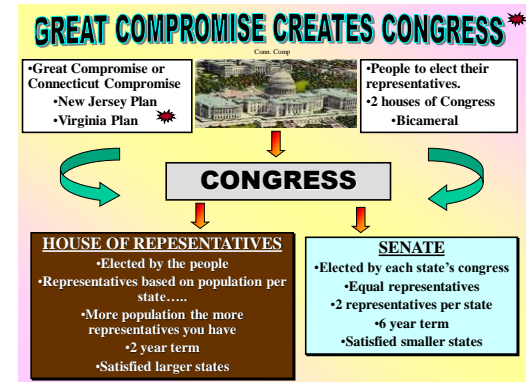 GREAT COMPROMISE CREATES CONGRESS
Conn. Comp
•Great Compromise or
Connecticut Compromise
•New Jersey Plan
•Virginia Plan
•People to elect their
representatives.
•2 houses of Congress
•Bicameral
CONGRESS
HOUSE OF REPESENTATIVES
•Elected by the people
•Representatives based on population per
state…..
•More population the more
representatives you have
•2 year term
•Satisfied larger states
SENATE
•Elected by each state's congress
•Equal representatives
•2 representatives per state
•6 year term
•Satisfied smaller states